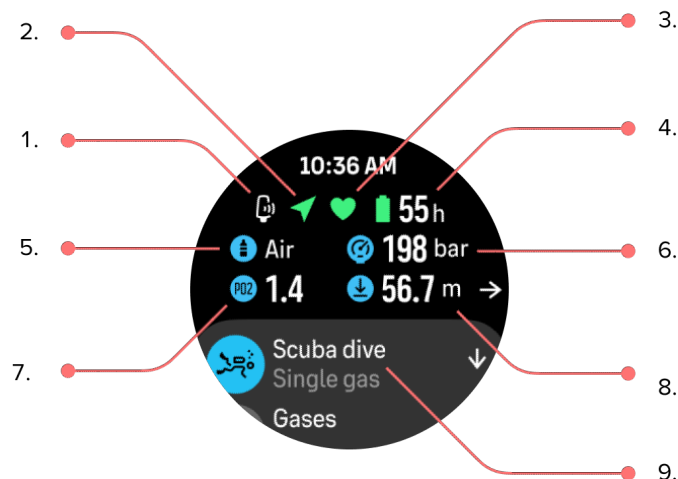 2.
3.
1.
4.
10:36 AM
55h
5.
Air
198 bar
6.
PO2 1.4
56.7 m
7.
Scuba dive
Single gas
8.
Gases
9.